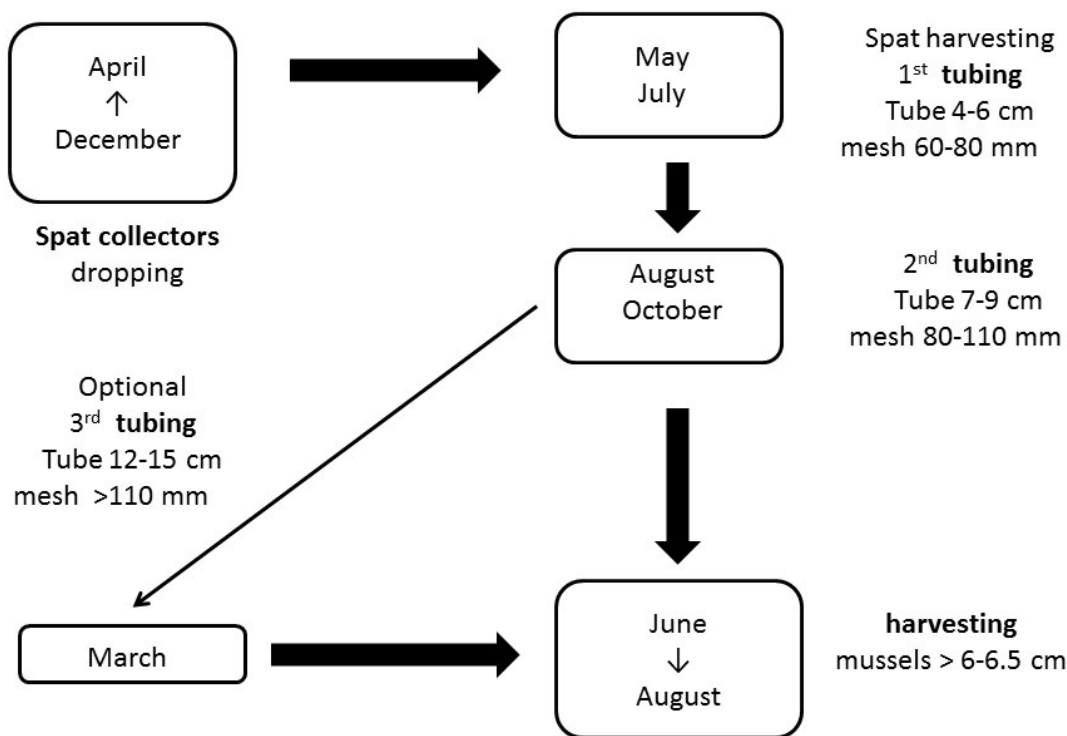 April
↑
December
Spat collectors
dropping
May
July
Spat harvesting
1st tubing
Tube 4-6 cm
mesh 60-80 mm
August
October
2nd tubing
Tube 7-9 cm
mesh 80-110 mm
Optional
3rd tubing
Tube 12-15 cm
mesh >110 mm
March
June
↓
August
harvesting
mussels > 6-6.5 cm